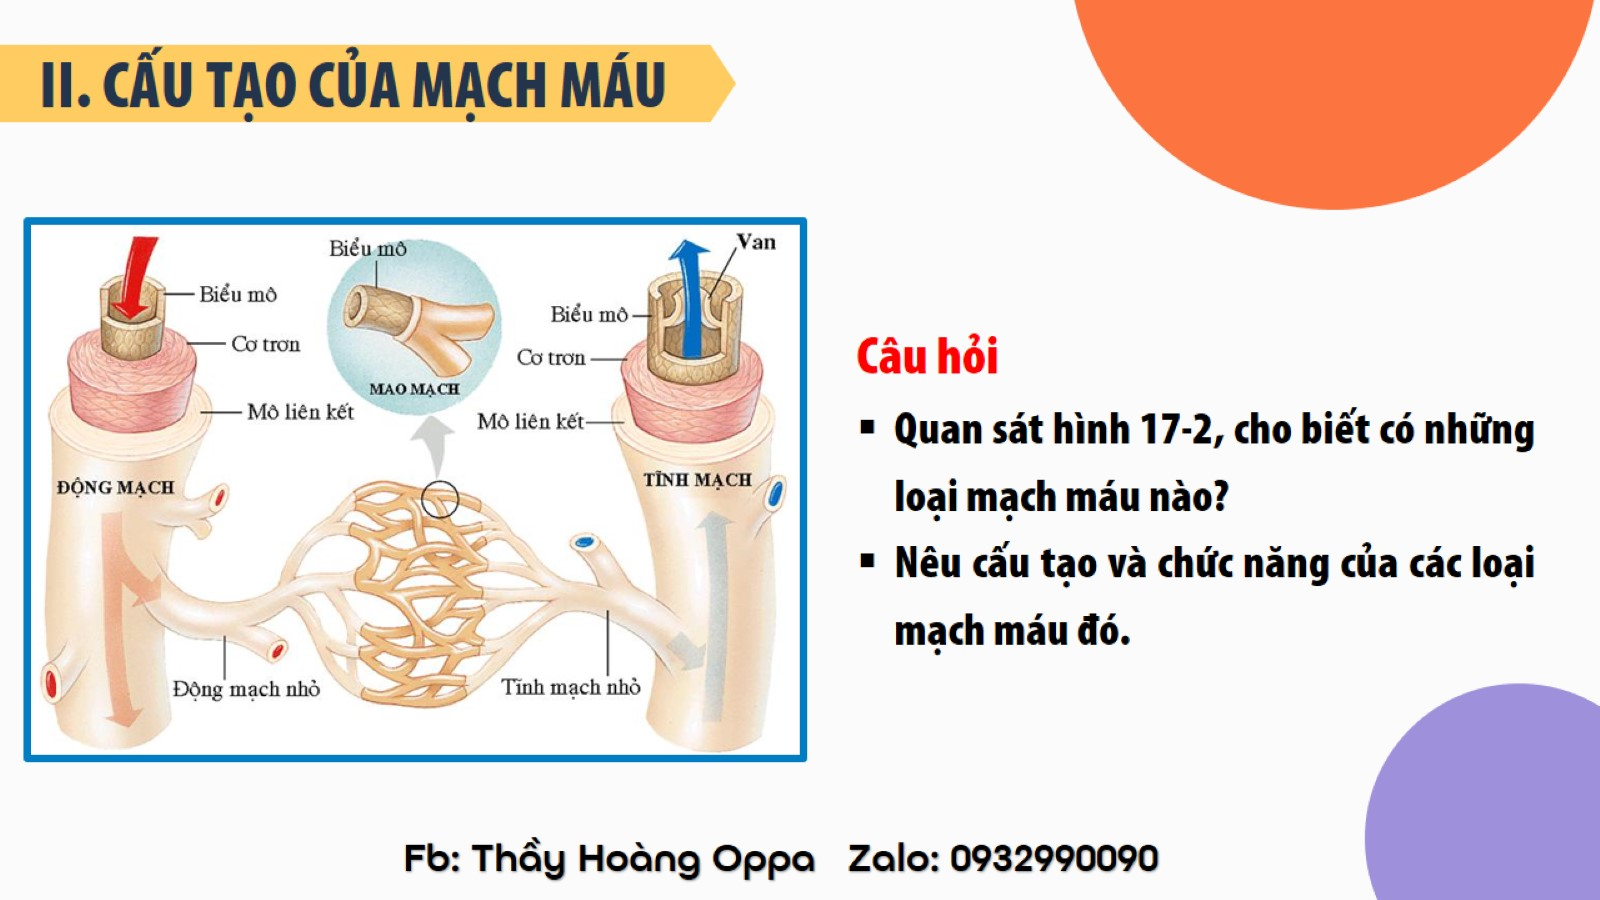 II. CẤU TẠO CỦA MẠCH MÁU
Biểu mô
Cơ trơn
Mô liên kết
ĐỘNG MẠCH
Động mạch nhỏ
Biểu mô
MAO MẠCH
Van
Biểu mô
Cơ trơn
Mô liên kết
TĨNH MẠCH
Tĩnh mạch nhỏ
Câu hỏi
▪ Quan sát hình 17-2, cho biết có những
loại mạch máu nào?
▪ Nêu cấu tạo và chức năng của các loại
mạch máu đó.
Fb: Thầy Hoàng Oppa Zalo: 0932990090